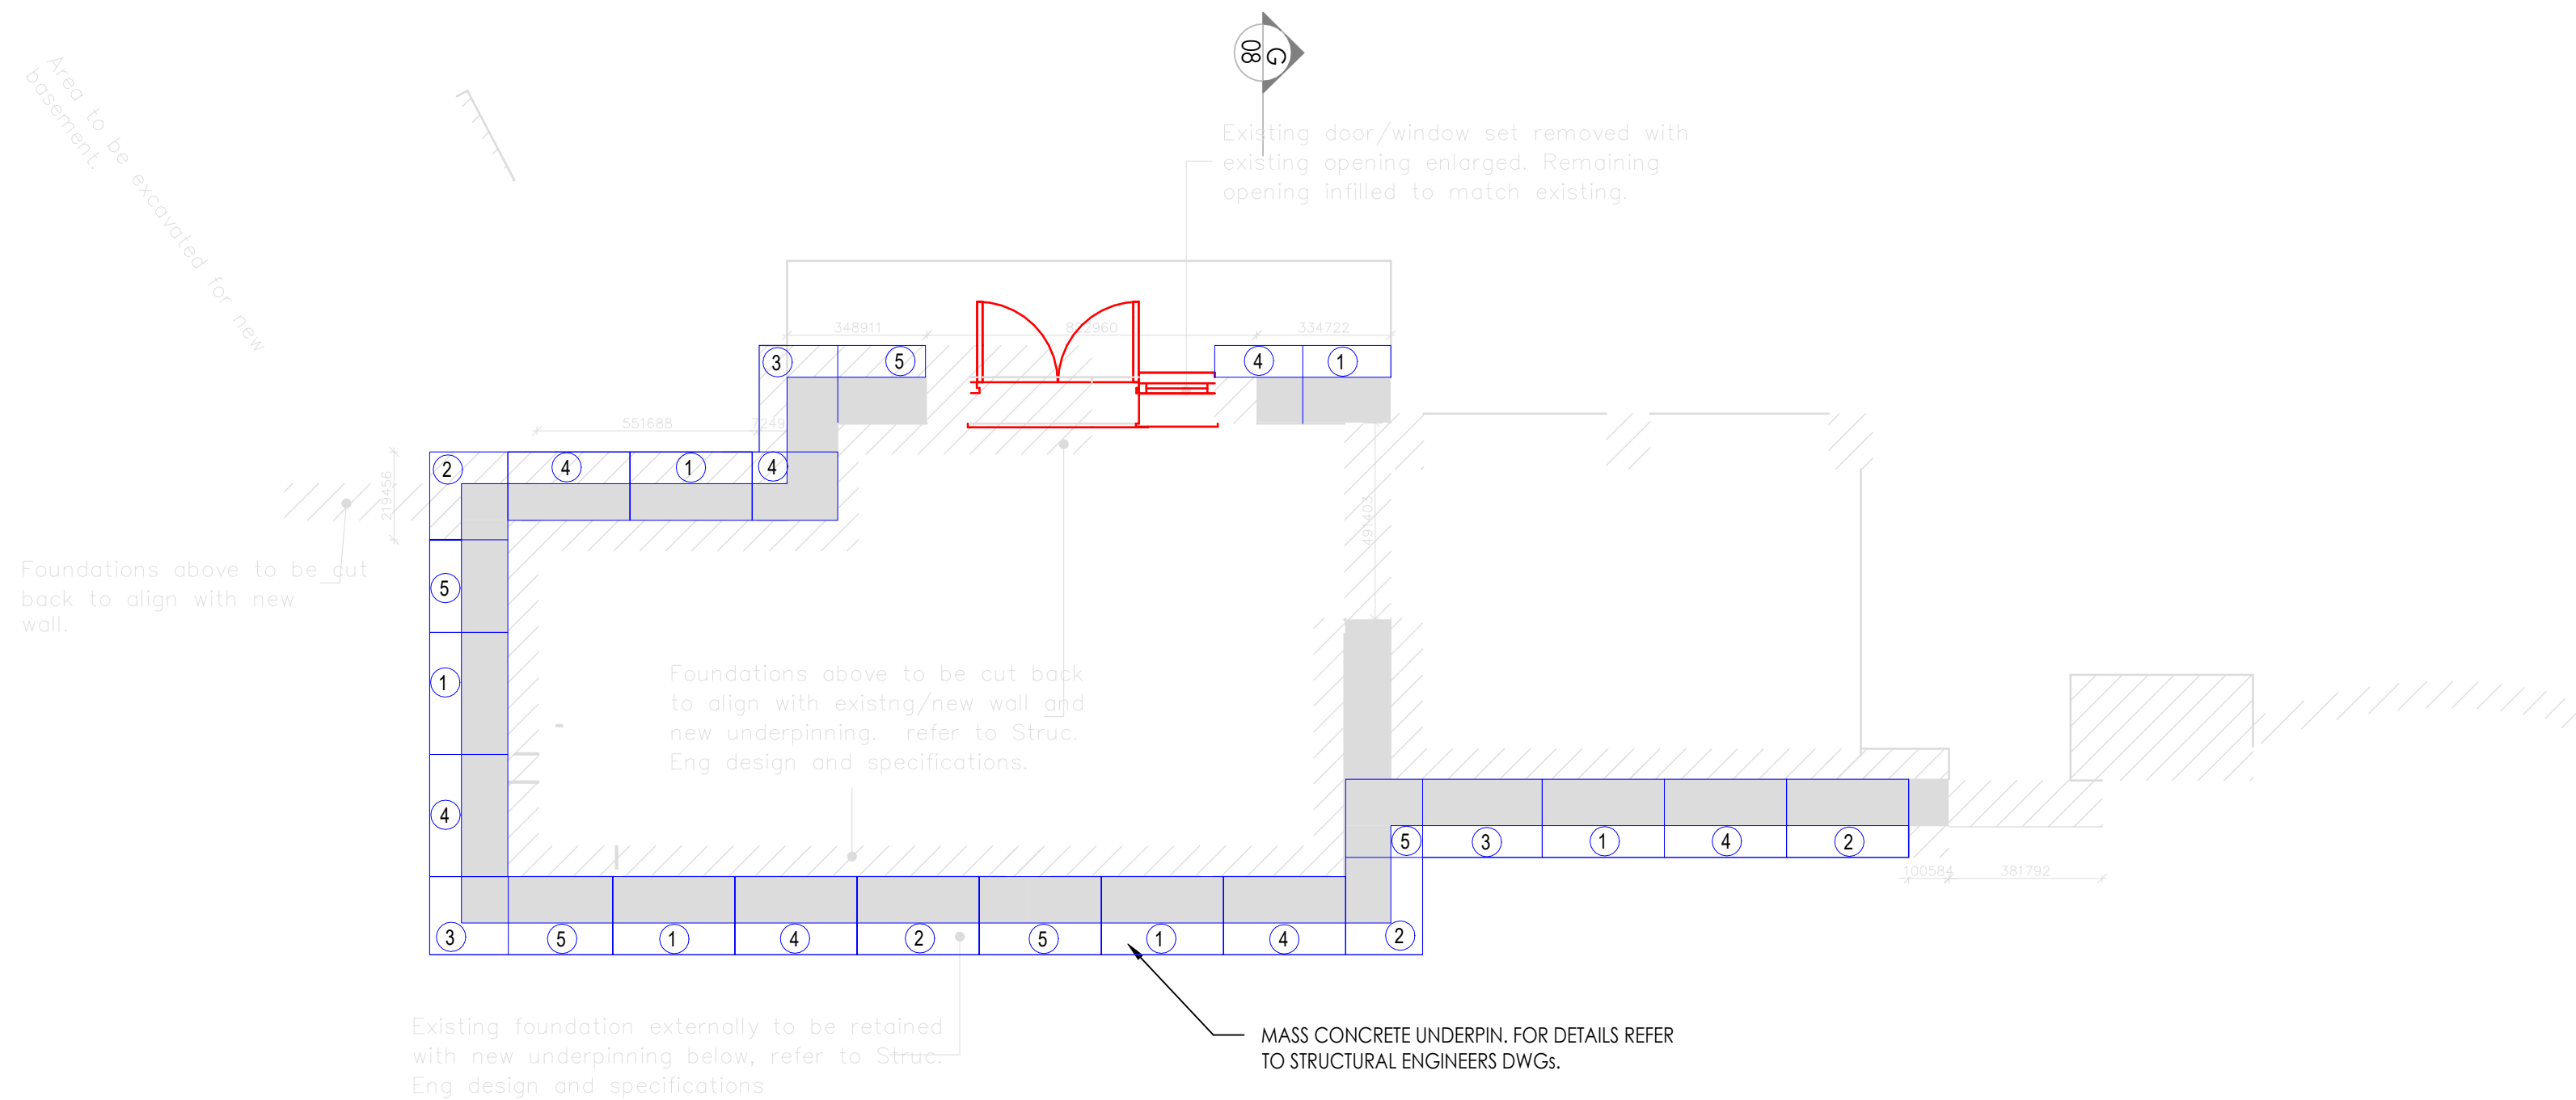 G
08
Area to be excavated for new
basement.
Existing door/window set removed with
existing opening enlarged. Remaining
opening infilled to match existing.
348911
822960
334722
3
5
4
1
551688
7249
2
4
1
4
219456
491403
Foundations above to be cut
back to align with new
wall.
5
1
4
Foundations above to be cut back
to align with existng/new wall and
new underpinning. refer to Struc.
Eng design and specifications.
5
3
1
4
2
100584
381792
3
5
1
4
2
5
1
4
2
Existing foundation externally to be retained
with new underpinning below, refer to Struc.
Eng design and specifications
MASS CONCRETE UNDERPIN. FOR DETAILS REFER
TO STRUCTURAL ENGINEERS DWGs.